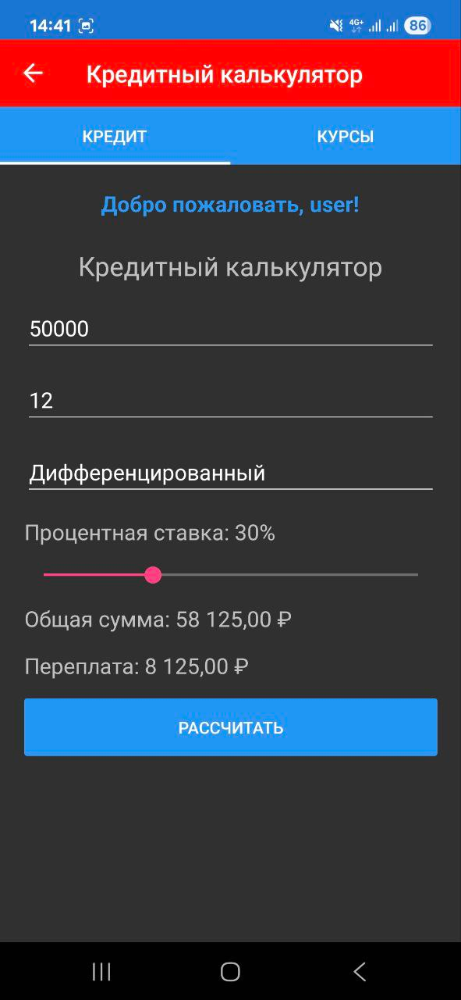 14:41 4G+ 86
Кредитный калькулятор
КРЕДИТ КУРСЫ
Добро пожаловать, user!
Кредитный калькулятор
50000
12
Дифференцированный
Процентная ставка: 30%
Общая сумма: 58 125,00 ₽
Переплата: 8 125,00 ₽
РАССЧИТАТЬ